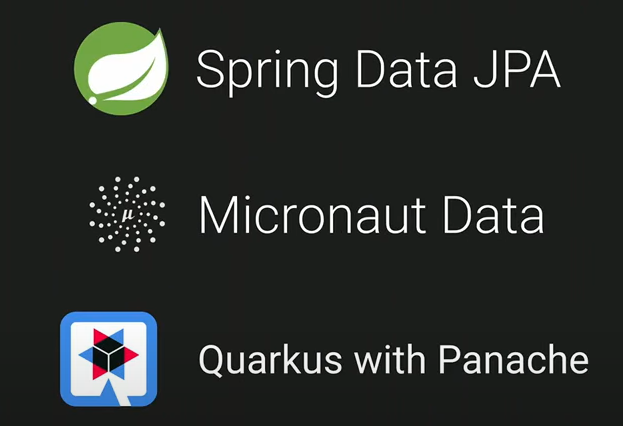 Spring Data JPA
μ
Micronaut Data
Quarkus with Panache